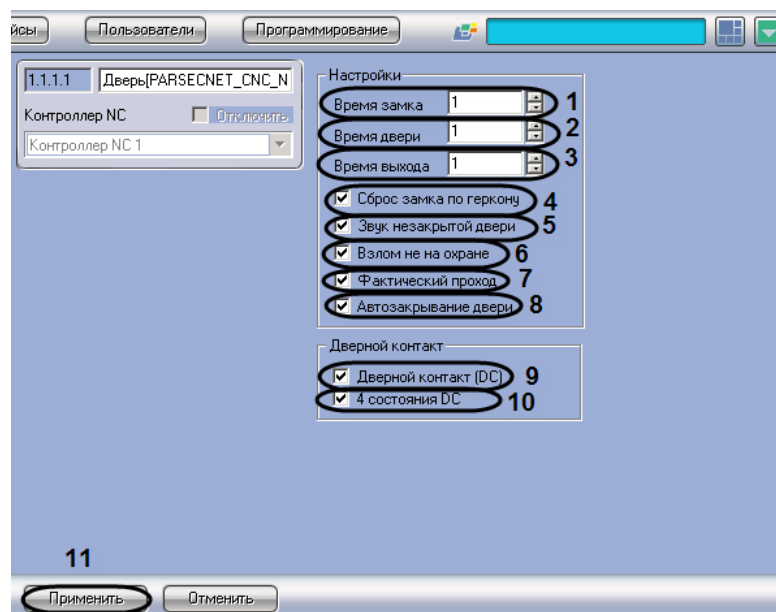 йсы Пользователи Программирование
1.1.1.1 Дверь[PARSECNET_CNC_N
Контроллер NC Отключить
Контроллер NC 1
Настройки
Время замка 1 1
Время двери 1 2
Время выхода 1 3
Сброс замка по геркону 4
Звук незакрытой двери 5
Взлом не на охране 6
Фактический проход 7
Автозакрывание двери 8
Дверной контакт
Дверной контакт (DC) 9
4 состояния DC 10
11
Применить Отменить